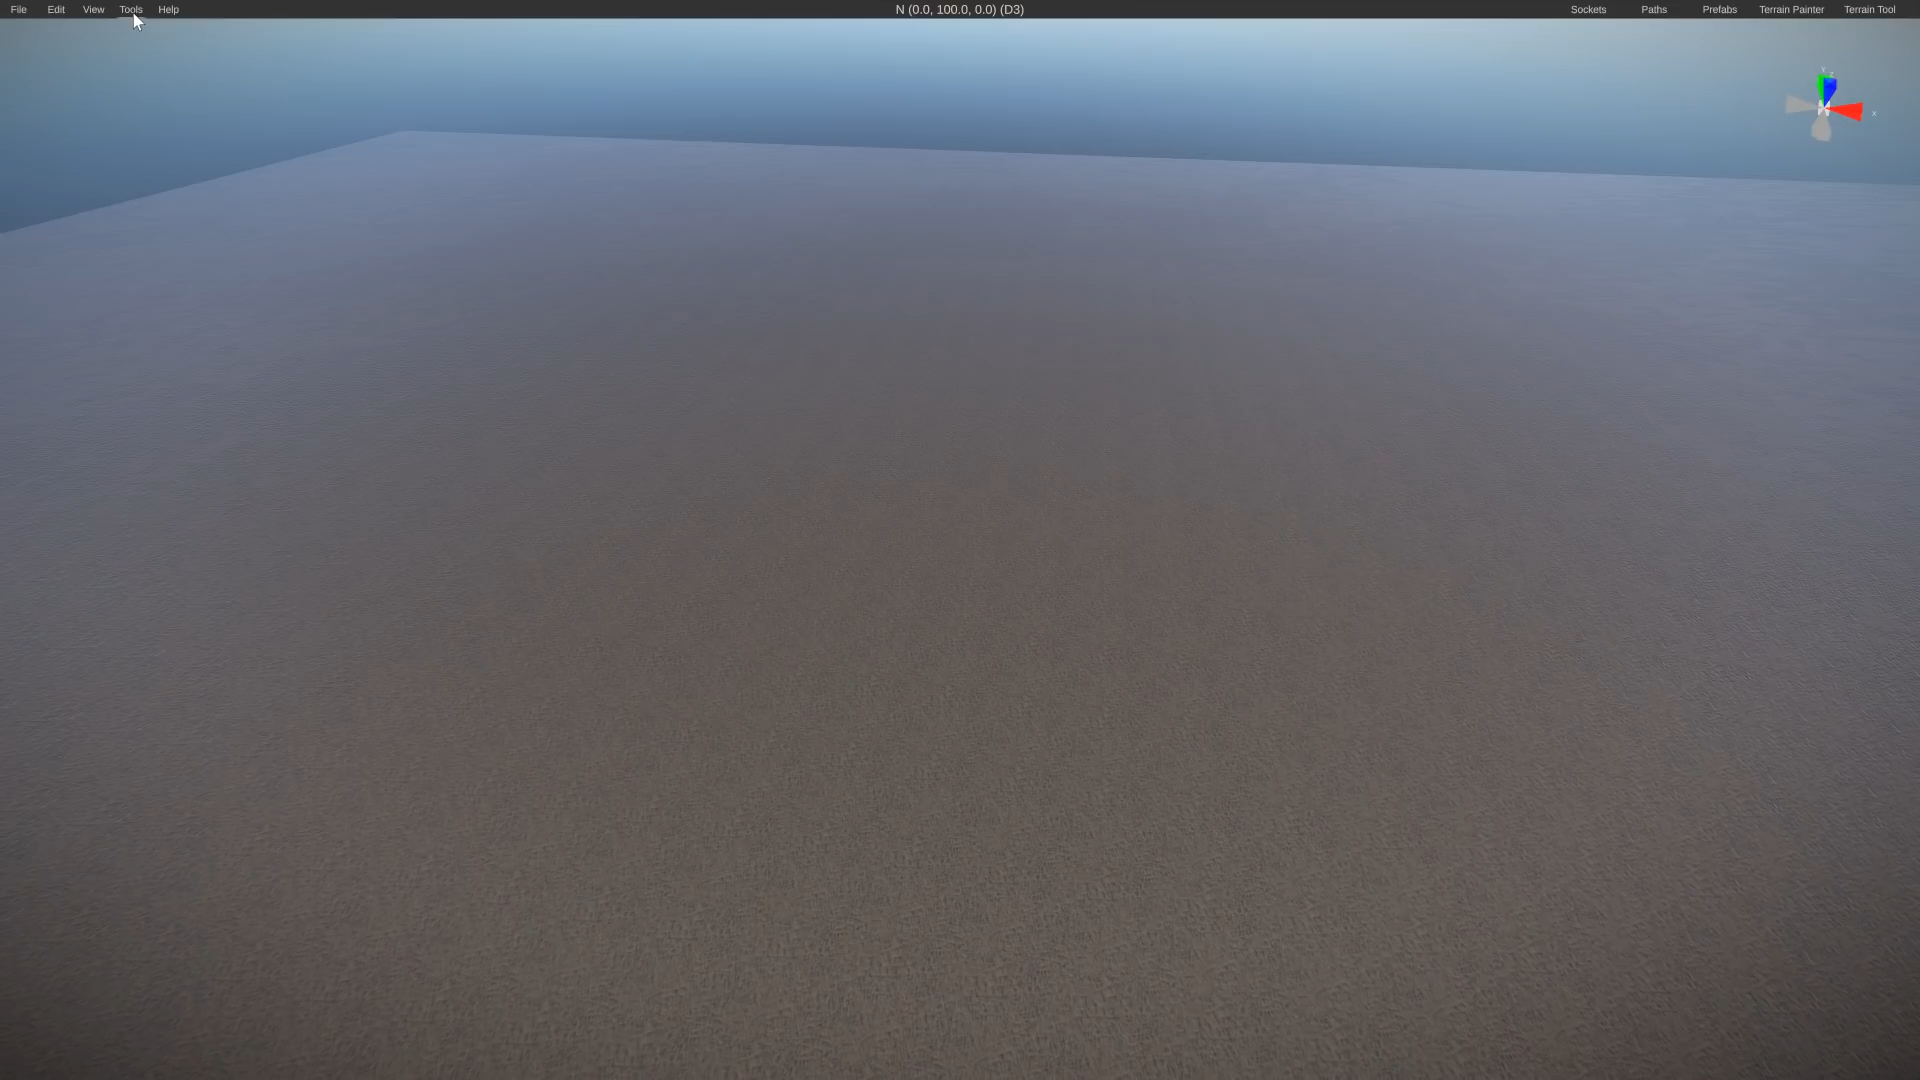 File Edit View Tools Help N (0.0, 100.0, 0.0) (D3) Sockets Paths Prefabs Terrain Painter Terrain Tool
Y
Z
X